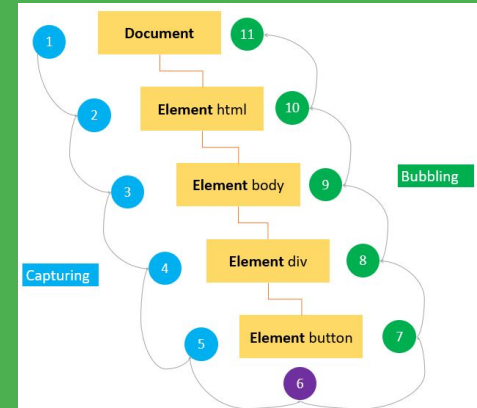 1
Document
11
2
Element html
10
3
Element body
9
Bubbling
4
Element div
8
Capturing
5
Element button
7
6